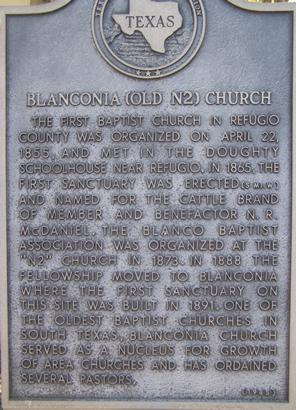 TEXAS
BLANCONIA (OLD N2) CHURCH
THE FIRST BAPTIST CHURCH IN REFUGIO
COUNTY WAS ORGANIZED ON APRIL 22,
1855, AND MET IN THE DOUGHTY
SCHOOLHOUSE NEAR REFUGIO. IN 1865, THE
FIRST SANCTUARY WAS ERECTED
AND NAMED FOR THE CATTLE BRAND
OF MEMBER AND BENEFACTOR N. R.
McDANIEL. THE BLANCO BAPTIST
ASSOCIATION WAS ORGANIZED AT THE
"N2" CHURCH IN 1873. IN 1888 THE
FELLOWSHIP MOVED TO BLANCONIA
WHERE THE FIRST SANCTUARY ON
THIS SITE WAS BUILT IN 1891. ONE OF
THE OLDEST BAPTIST CHURCHES IN
SOUTH TEXAS, BLANCONIA CHURCH
SERVED AS A NUCLEUS FOR GROWTH
OF AREA CHURCHES AND HAS ORDAINED
SEVERAL PASTORS.